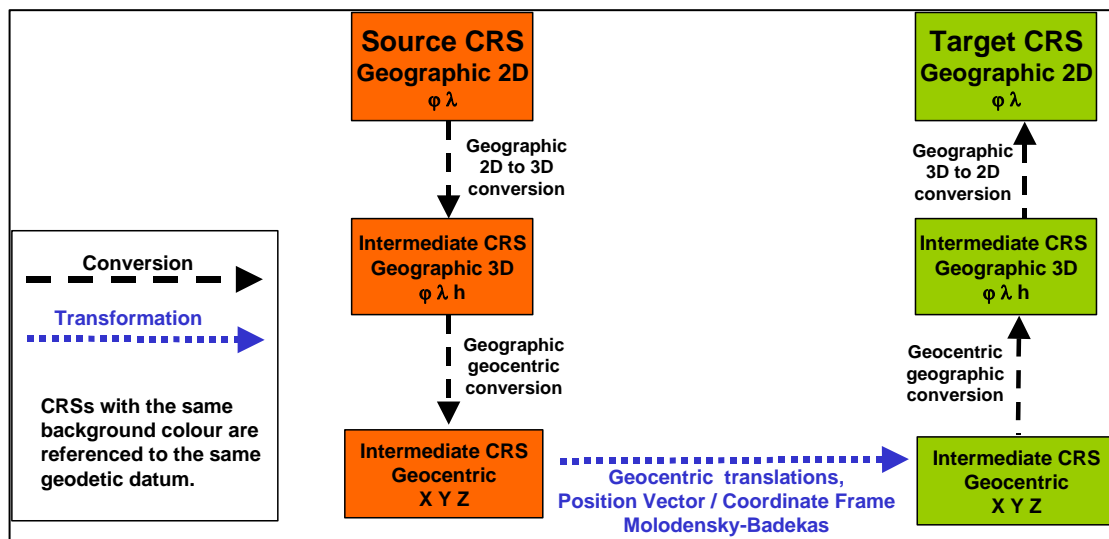 Source CRS
Geographic 2D
φ λ
Geographic
2D to 3D
conversion
Intermediate CRS
Geographic 3D
φ λ h
Geographic
geocentric
conversion
Intermediate CRS
Geocentric
X Y Z
Geocentric translations,
Position Vector / Coordinate Frame
Molodensky-Badekas
Target CRS
Geographic 2D
φ λ
Geographic
3D to 2D
conversion
Intermediate CRS
Geographic 3D
φ λ h
Geocentric
geographic
conversion
Intermediate CRS
Geocentric
X Y Z
Conversion
Transformation
CRSs with the same
background colour are
referenced to the same
geodetic datum.